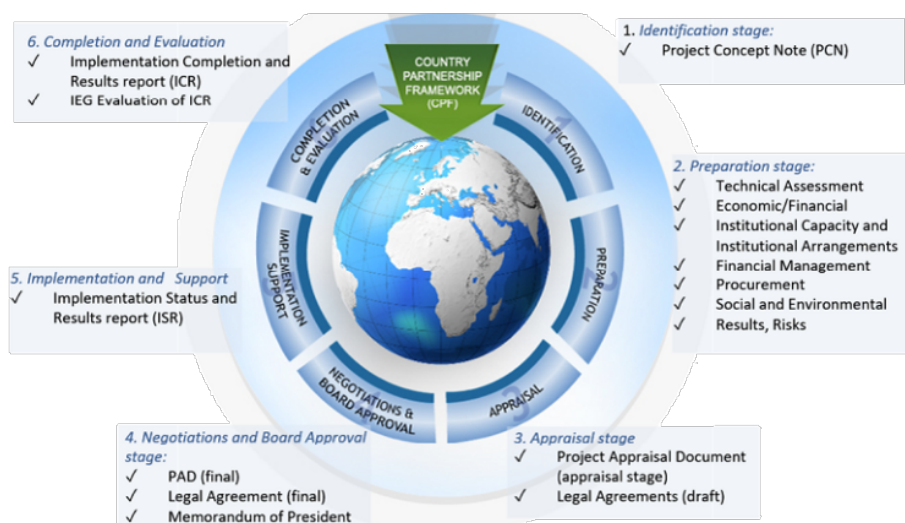 6. Completion and Evaluation
✓ Implementation Completion and
Results report (ICR)
✓ IEG Evaluation of ICR
COUNTRY
PARTNERSHIP
FRAMEWORK
(CPF)
1. Identification stage:
✓ Project Concept Note (PCN)
COMPLETION
& EVALUATION
1
IDENTIFICATION
2. Preparation stage:
✓ Technical Assessment
✓ Economic/Financial
✓ Institutional Capacity and
Institutional Arrangements
✓ Financial Management
✓ Procurement
✓ Social and Environmental
✓ Results, Risks
IMPLEMENTATION
SUPPORT
2
PREPARATION
5. Implementation and Support
✓ Implementation Status and
Results report (ISR)
NEGOTIATIONS &
BOARD APPROVAL
3
APPRAISAL
4. Negotiations and Board Approval
stage:
✓ PAD (final)
✓ Legal Agreement (final)
✓ Memorandum of President
3. Appraisal stage
✓ Project Appraisal Document
(appraisal stage)
✓ Legal Agreements (draft)